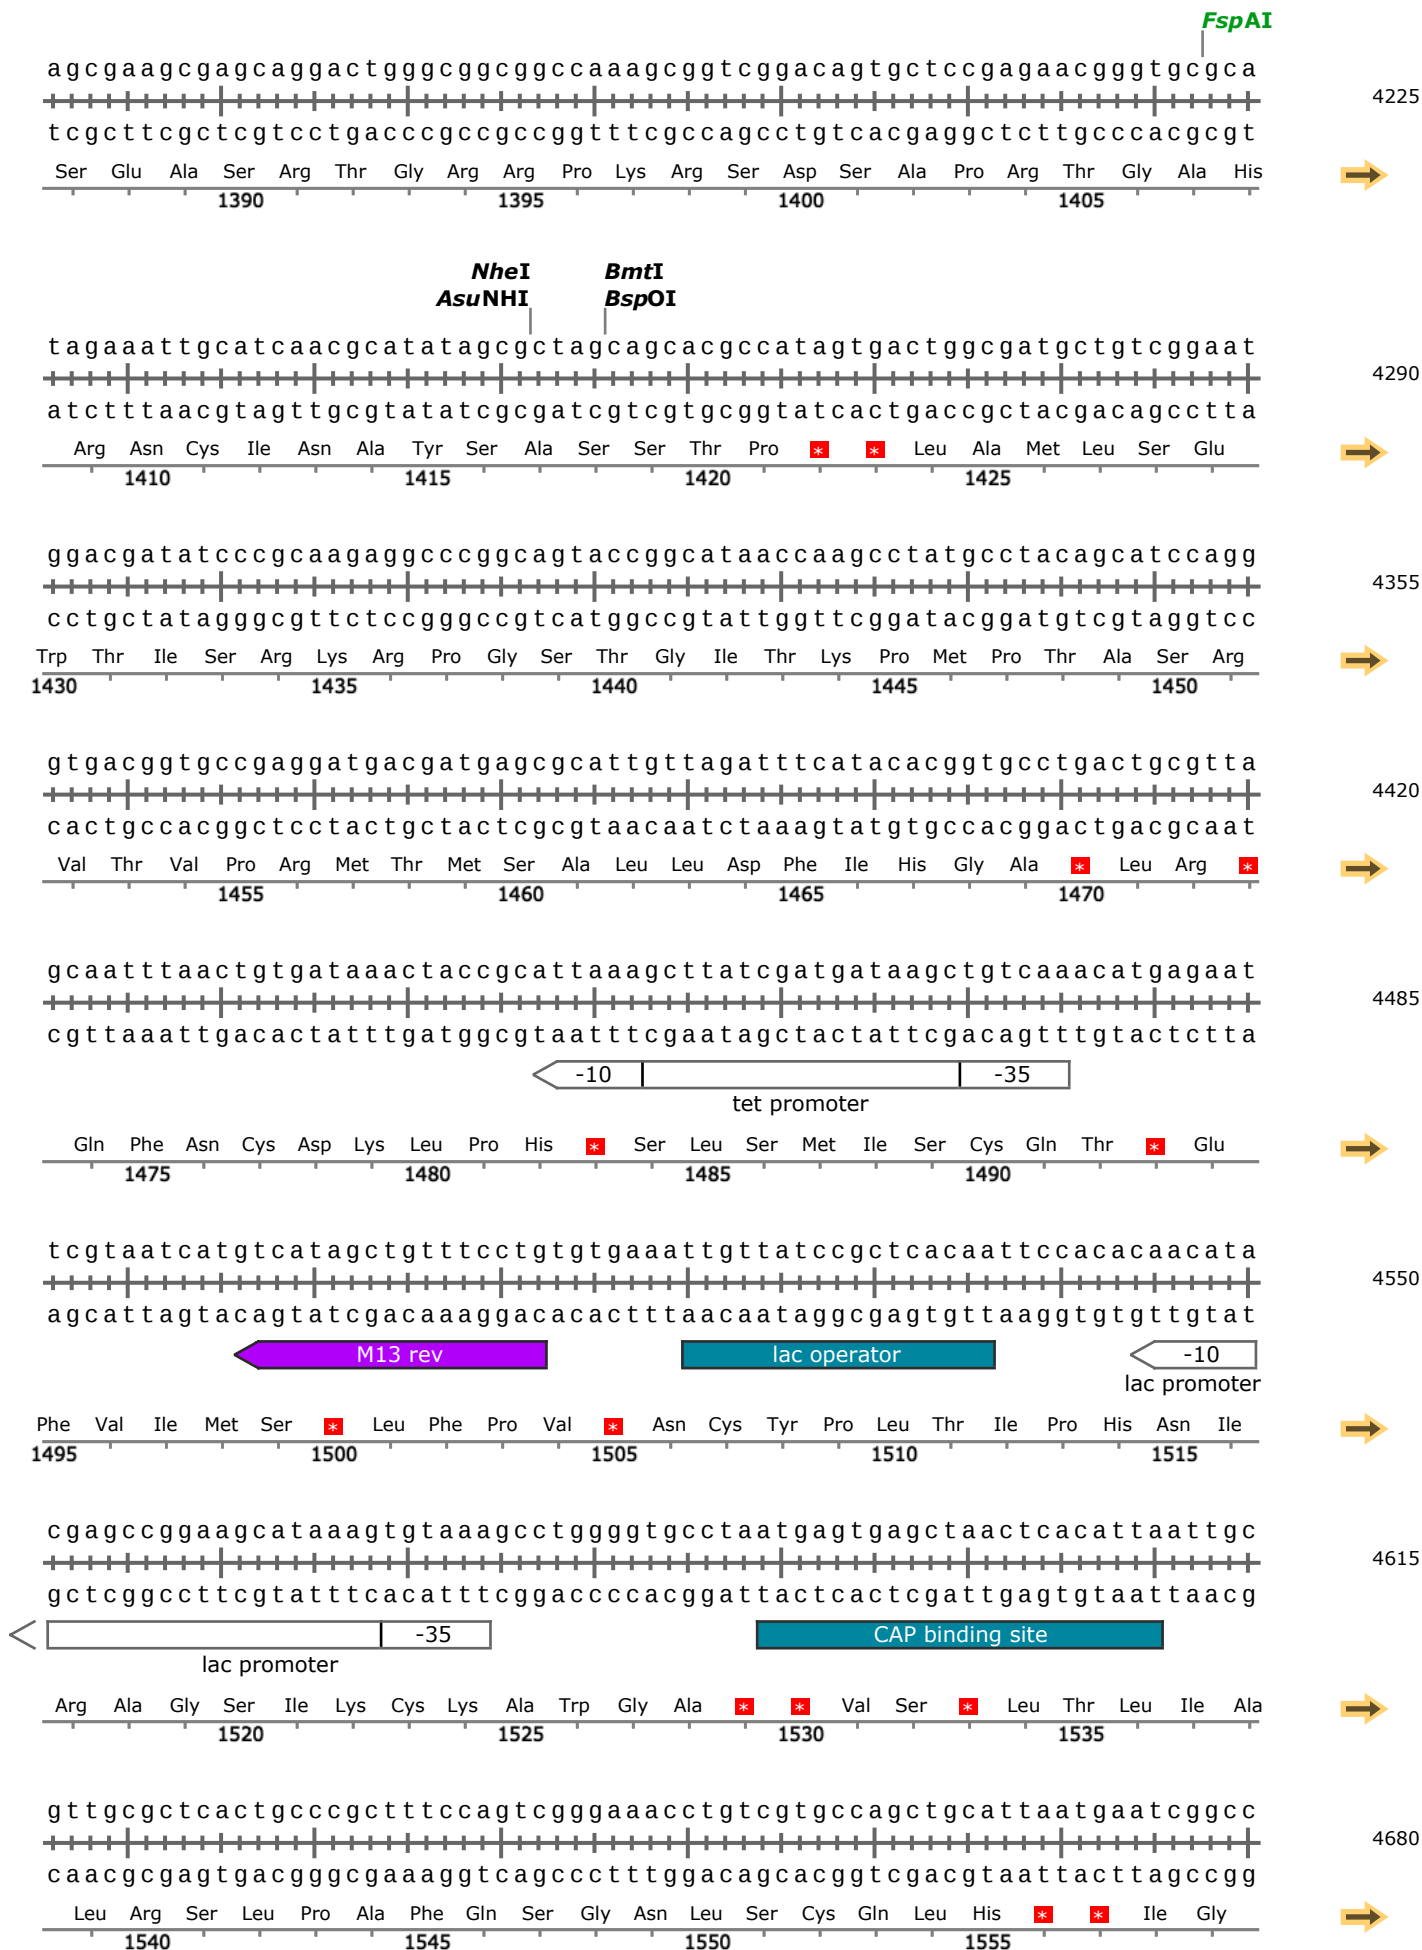 FspAI
agcgaagcgagcaggactgggcggcggccaaagcggtcggacagtgctccgagaacgggtgcgca
4225
tcgcttcgctcgtcctgacccgccgccggtttcgccagcctgtcacgaggctcttgcccacgcgt
Ser Glu Ala Ser Arg Thr Gly Arg Arg Pro Lys Arg Ser Asp Ser Ala Pro Arg Thr Gly Ala His
1390 1395 1400 1405
NheI BmtI
AsuNHI BspOI
tagaaattgcatcaacgcatatagcgctagcagcacgccatagtgactggcgatgctgtcggaat
4290
atctttaacgtagttgcgtatatcgcgatcgtcgtgcggtatcactgaccgctacgacagcctta
Arg Asn Cys Ile Asn Ala Tyr Ser Ala Ser Ser Thr Pro * * Leu Ala Met Leu Ser Glu
1410 1415 1420 1425
ggacgatatcccgcaagaggcccggcagtaccggcataaccaagcctatgcctacagcatccagg
4355
cctgctatagggcgttctccgggccgtcatggccgtattggttcggatacggatgtcgtaggtcc
Trp Thr Ile Ser Arg Lys Arg Pro Gly Ser Thr Gly Ile Thr Lys Pro Met Pro Thr Ala Ser Arg
1430 1435 1440 1445 1450
gtgacggtgccgaggatgacgatgagcgcattgttagatttcatacacggtgcctgactgcgtta
4420
cactgccacggctcctactgctactcgcgtaacaatctaaagtatgtgccacggactgacgcaat
Val Thr Val Pro Arg Met Thr Met Ser Ala Leu Leu Asp Phe Ile His Gly Ala * Leu Arg *
1455 1460 1465 1470
gcaatttaactgtgataaactaccgcattaaagcttatcgatgataagctgtcaaacatgagaat
4485
cgttaaattgacactatttgatggcgtaatttcgaatagctactattcgacagtttgtactctta
-10 -35
tet promoter
Gln Phe Asn Cys Asp Lys Leu Pro His * Ser Leu Ser Met Ile Ser Cys Gln Thr * Glu
1475 1480 1485 1490
tcgtaatcatgtcatagctgtttcctgtgtgaaattgttatccgctcacaattccacacaacata
4550
agcattagtacagtatcgacaaaggacacactttaacaataggcgagtgttaaggtgtgttgtat
M13 rev lac operator -10
lac promoter
Phe Val Ile Met Ser * Leu Phe Pro Val * Asn Cys Tyr Pro Leu Thr Ile Pro His Asn Ile
1495 1500 1505 1510 1515
cgagccggaagcataaagtgtaaagcctggggtgcctaatgagtgagctaactcacattaattgc
4615
gctcggccttcgtatttcacatttcggaccccacggattactcactcgattgagtgtaattaacg
-35 CAP binding site
lac promoter
Arg Ala Gly Ser Ile Lys Cys Lys Ala Trp Gly Ala * * Val Ser * Leu Thr Leu Ile Ala
1520 1525 1530 1535
gttgcgctcactgcccgctttccagtcgggaaacctgtcgtgccagctgcattaatgaatcggcc
4680
caacgcgagtgacgggcgaaaggtcagccctttggacagcacggtcgacgtaattacttagccgg
Leu Arg Ser Leu Pro Ala Phe Gln Ser Gly Asn Leu Ser Cys Gln Leu His * * Ile Gly
1540 1545 1550 1555